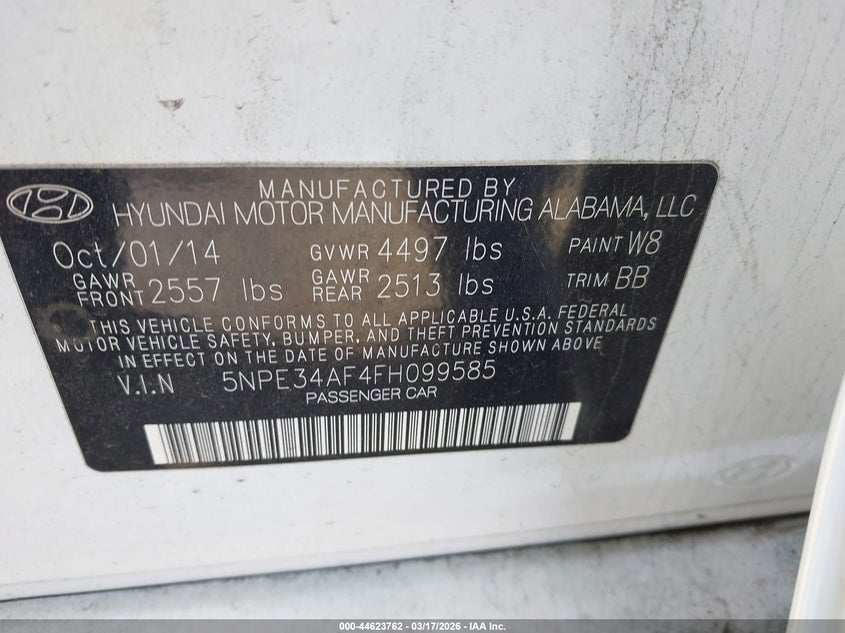 MANUFACTURED BY
HYUNDAI MOTOR MANUFACTURING ALABAMA, LLC
Oct/01/14 GVWR 4497 lbs PAINT W8
GAWR FRONT 2557 lbs GAWR REAR 2513 lbs TRIM BB
THIS VEHICLE CONFORMS TO ALL APPLICABLE U.S.A. FEDERAL
MOTOR VEHICLE SAFETY, BUMPER, AND THEFT PREVENTION STANDARDS
IN EFFECT ON THE DATE OF MANUFACTURE SHOWN ABOVE
V.I.N 5NPE34AF4FH099585
PASSENGER CAR
000-44623762 - 03/17/2026 - IAA Inc.